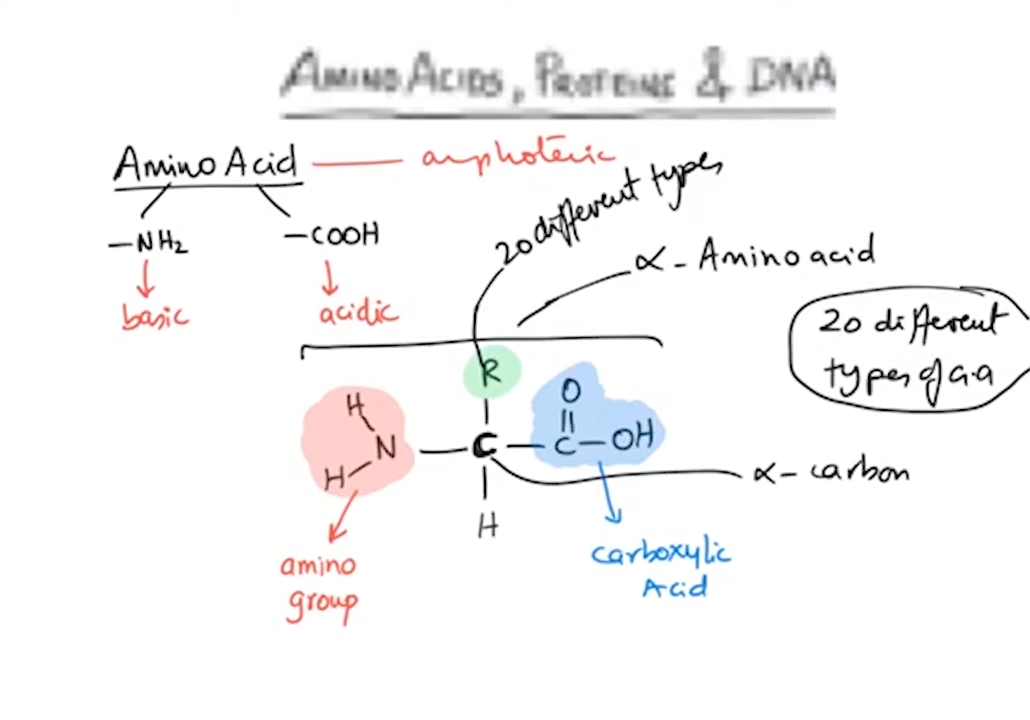 AMINO ACIDS, PROTEINS & DNA
Amino Acid — amphoteric
–NH₂ –COOH
basic acidic
20 different types
α - Amino acid
20 different
types of a.a
R
H O
N – C – C – OH
H
H
α - carbon
amino
group
carboxylic
Acid